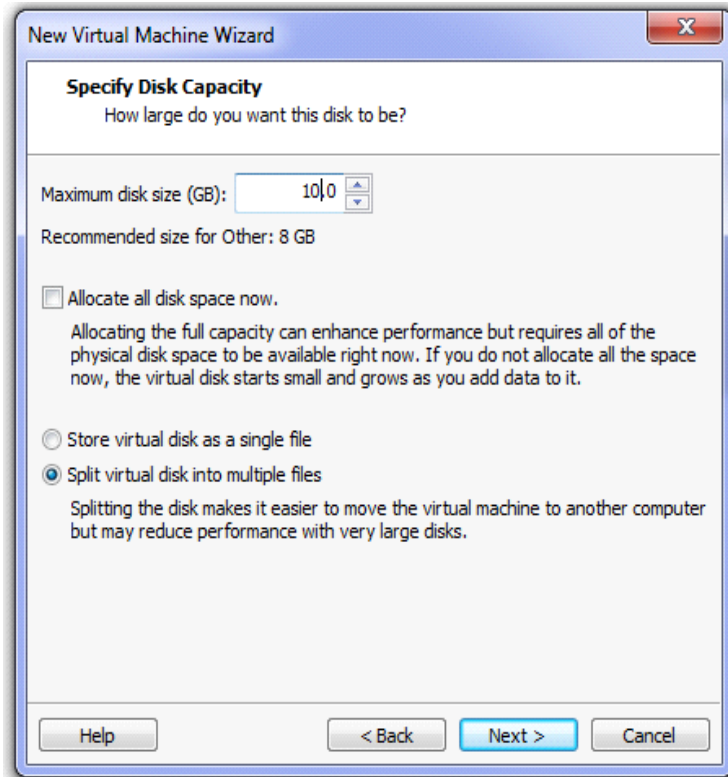 New Virtual Machine Wizard
Specify Disk Capacity
How large do you want this disk to be?
Maximum disk size (GB): 10.0
Recommended size for Other: 8 GB
Allocate all disk space now.
Allocating the full capacity can enhance performance but requires all of the
physical disk space to be available right now. If you do not allocate all the space
now, the virtual disk starts small and grows as you add data to it.
Store virtual disk as a single file
Split virtual disk into multiple files
Splitting the disk makes it easier to move the virtual machine to another computer
but may reduce performance with very large disks.
Help < Back Next > Cancel